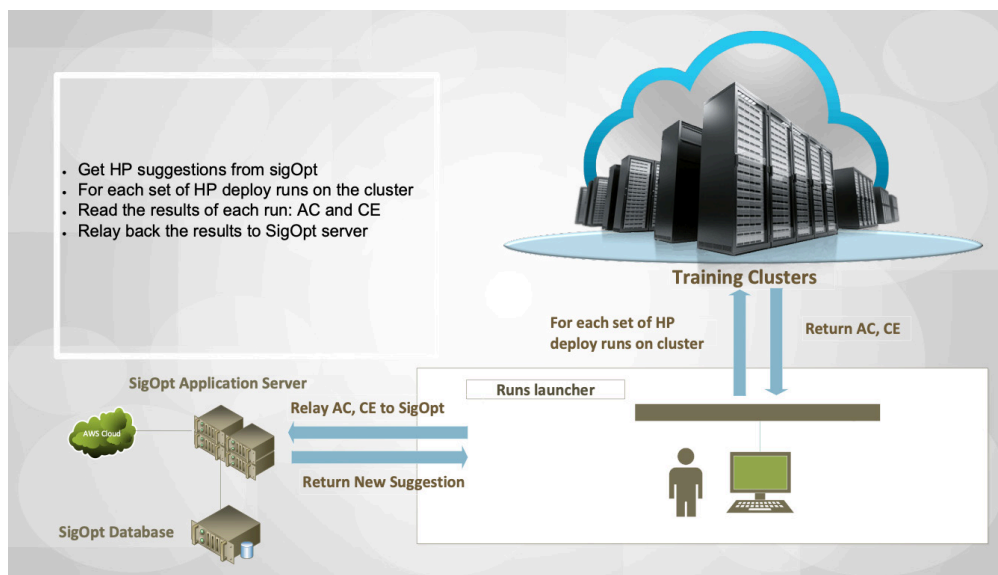 Get HP suggestions from sigOpt
For each set of HP deploy runs on the cluster
Read the results of each run: AC and CE
Relay back the results to SigOpt server
Training Clusters
For each set of HP
deploy runs on cluster
Return AC, CE
SigOpt Application Server
Runs launcher
Relay AC, CE to SigOpt
AWS Cloud
Return New Suggestion
SigOpt Database